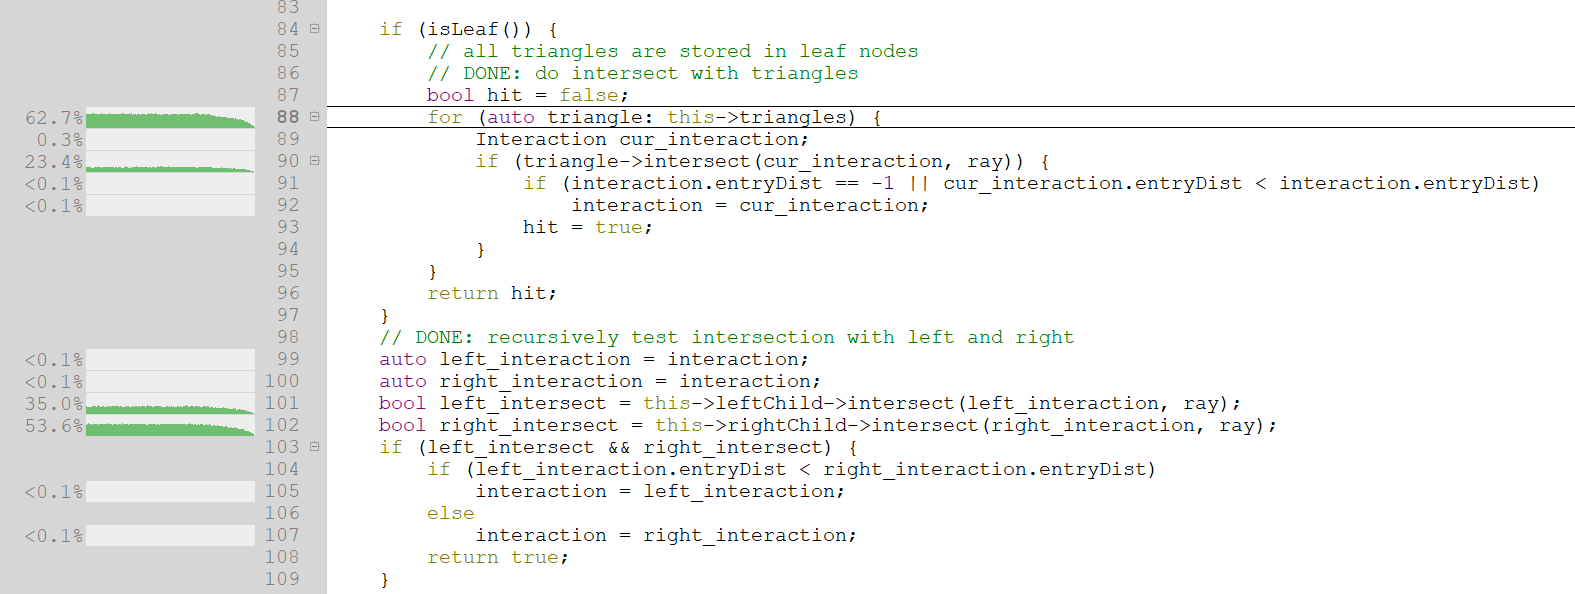 83
84 if (isLeaf()) {
85 // all triangles are stored in leaf nodes
86 // DONE: do intersect with triangles
87 bool hit = false;
62.7% 88 for (auto triangle: this->triangles) {
0.3% 89 Interaction cur_interaction;
23.4% 90 if (triangle->intersect(cur_interaction, ray)) {
<0.1% 91 if (interaction.entryDist == -1 || cur_interaction.entryDist < interaction.entryDist)
<0.1% 92 interaction = cur_interaction;
93 hit = true;
94 }
95 }
96 return hit;
97 }
98 // DONE: recursively test intersection with left and right
<0.1% 99 auto left_interaction = interaction;
<0.1% 100 auto right_interaction = interaction;
35.0% 101 bool left_intersect = this->leftChild->intersect(left_interaction, ray);
53.6% 102 bool right_intersect = this->rightChild->intersect(right_interaction, ray);
103 if (left_intersect && right_intersect) {
104 if (left_interaction.entryDist < right_interaction.entryDist)
<0.1% 105 interaction = left_interaction;
106 else
<0.1% 107 interaction = right_interaction;
108 return true;
109 }